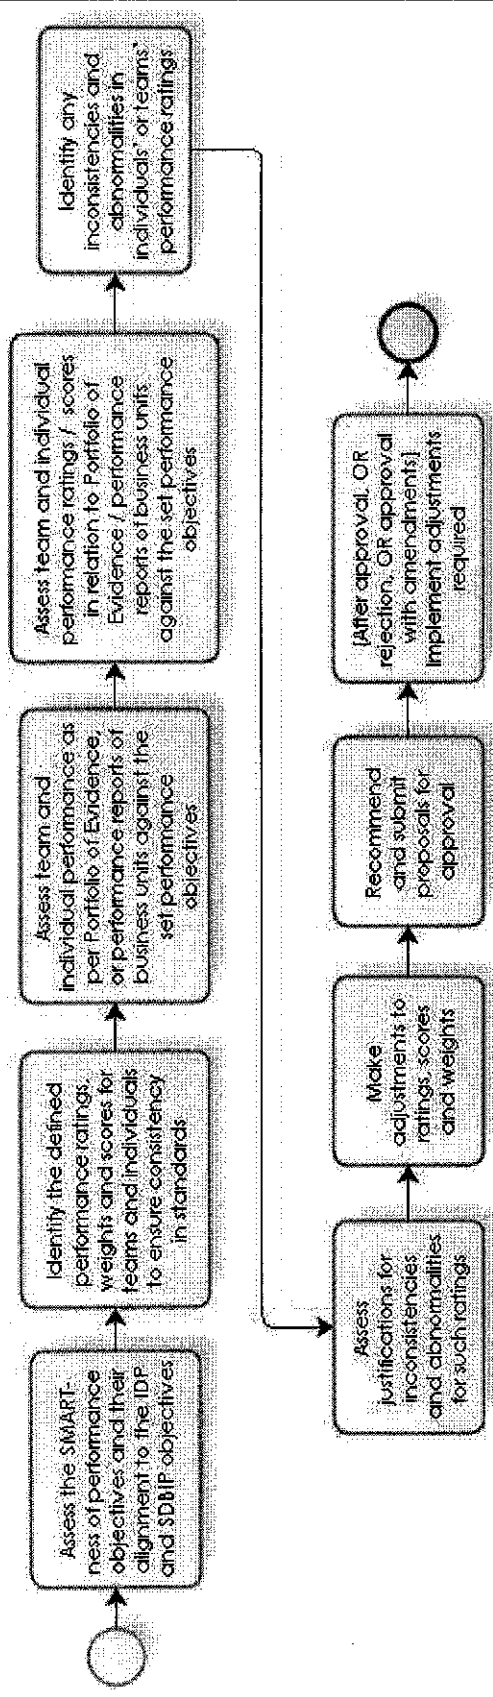 Assess the SMART-
ness of performance
objectives and their
alignment to the IDP
and SDBIP objectives
Identify the defined
performance ratings,
weights and scores for
teams and individuals
to ensure consistency
in standards
Assess team and
individual performance as
per Portfolio of Evidence,
or performance reports of
business units against the
set performance
objectives
Assess team and individual
performance ratings / scores
in relation to Portfolio of
Evidence / performance
reports of business units
against the set performance
objectives
Identify any
inconsistencies and
abnormalities in
individuals' or teams'
performance ratings
Assess
justifications for
inconsistencies
and abnormalities
for such ratings
Make
adjustments to
ratings, scores
and weights
Recommend
and submit
proposals for
approval
[After approval, OR
rejection, OR approval
with amendments]
Implement adjustments
required